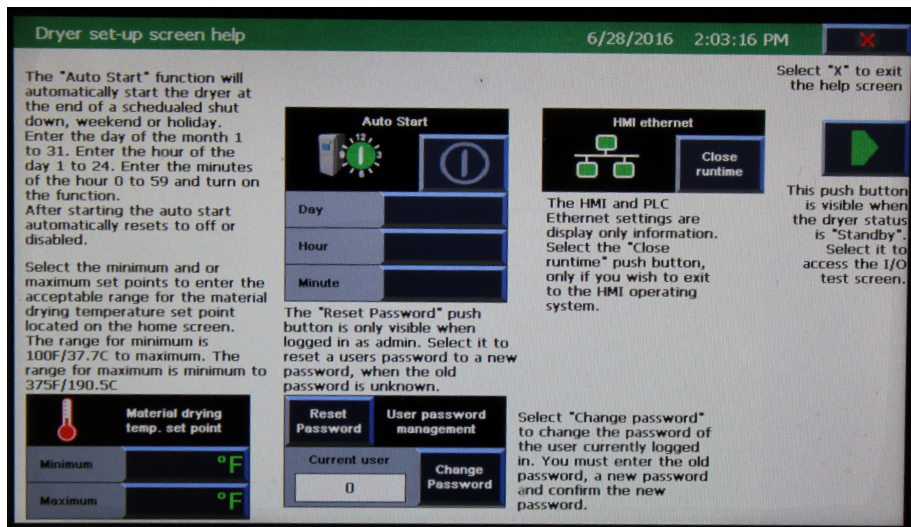 Dryer set-up screen help
6/28/2016 2:03:16 PM
The "Auto Start" function will
automatically start the dryer at
the end of a schedualed shut
down, weekend or holiday.
Enter the day of the month 1
to 31. Enter the hour of the
day 1 to 24. Enter the minutes
of the hour 0 to 59 and turn on
the function.
After starting the auto start
automatically resets to off or
disabled.
Select the minimum and or
maximum set points to enter the
acceptable range for the material
drying temperature set point
located on the home screen.
The range for minimum is
100F/37.7C to maximum. The
range for maximum is minimum to
375F/190.5C
Material drying
temp. set point
Minimum
°F
Maximum
°F
Auto Start
12
3
6
9
Day
Hour
Minute
The "Reset Password" push
button is only visible when
logged in as admin. Select it to
reset a users password to a new
password, when the old
password is unknown.
Reset
Password
User password
management
Current user
0
Change
Password
HMI ethernet
Close
runtime
The HMI and PLC
Ethernet settings are
display only information.
Select the "Close
runtime" push button,
only if you wish to exit
to the HMI operating
system.
Select "Change password"
to change the password of
the user currently logged
in. You must enter the old
password, a new password
and confirm the new
password.
X
Select "X" to exit
the help screen
This push button
is visible when
the dryer status
is "Standby".
Select it to
access the I/O
test screen.